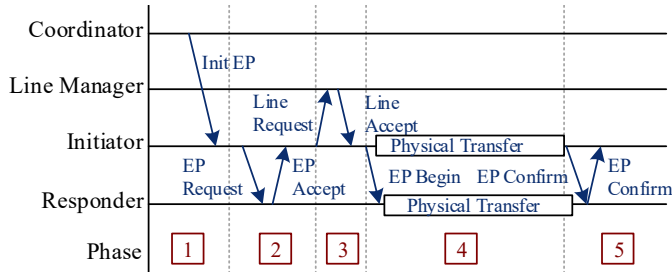 Coordinator
Init EP
Line Manager
Line
Request
Line
Accept
Initiator
Physical Transfer
EP
Request
EP
Accept
EP Begin
EP Confirm
EP
Confirm
Responder
Physical Transfer
Phase
1
2
3
4
5